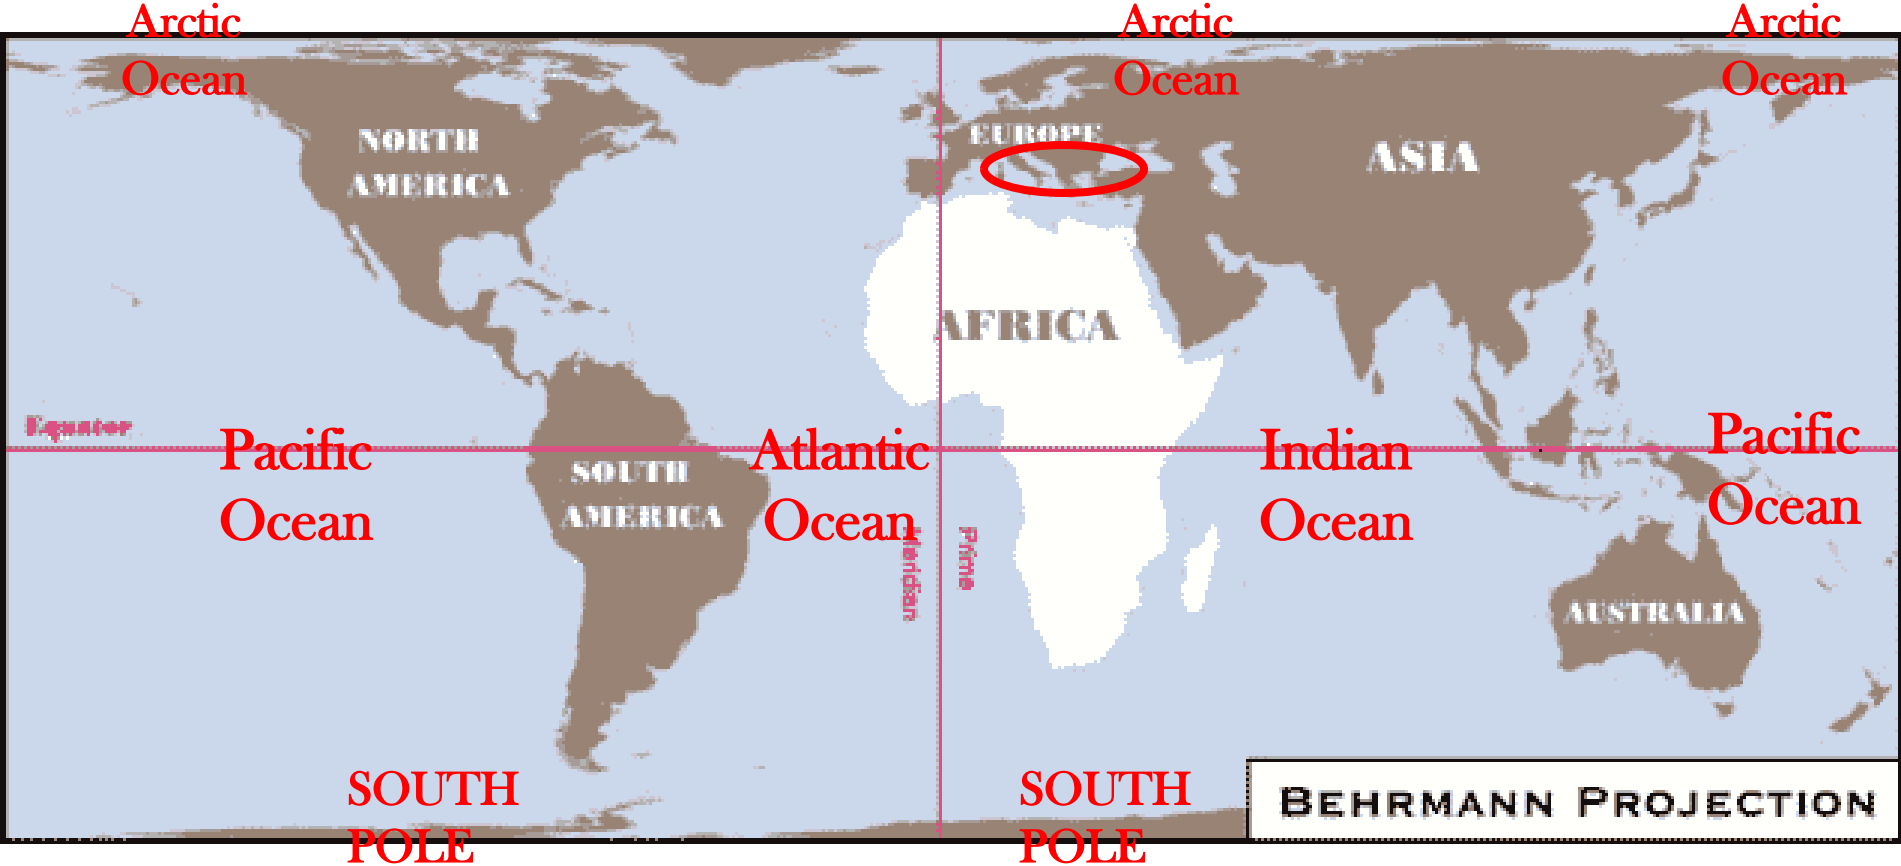 Arctic
Ocean
Arctic
Ocean
Arctic
Ocean
NORTH
AMERICA
EUROPE
ASIA
AFRICA
Equator
Pacific
Ocean
SOUTH
AMERICA
Atlantic
Ocean
Indian
Ocean
Pacific
Ocean
Meridian
Prime
AUSTRALIA
SOUTH
POLE
SOUTH
POLE
BEHRMANN PROJECTION